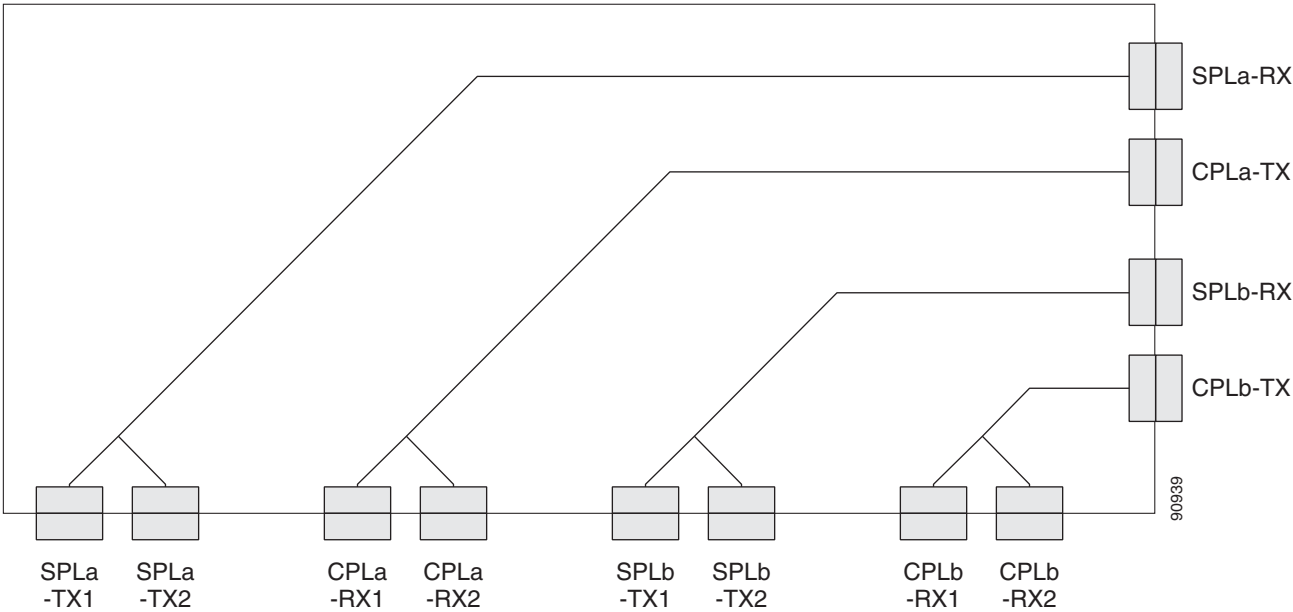 SPLa-RX
CPLa-TX
SPLb-RX
CPLb-TX
90939
SPLa
-TX1
SPLa
-TX2
CPLa
-RX1
CPLa
-RX2
SPLb
-TX1
SPLb
-TX2
CPLb
-RX1
CPLb
-RX2